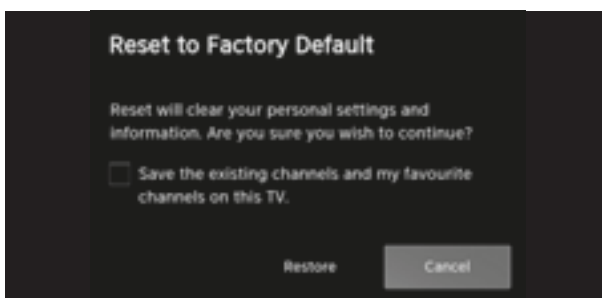 Reset to Factory Default
Reset will clear your personal settings and
information. Are you sure you wish to continue?
Save the existing channels and my favourite
channels on this TV.
Restore
Cancel